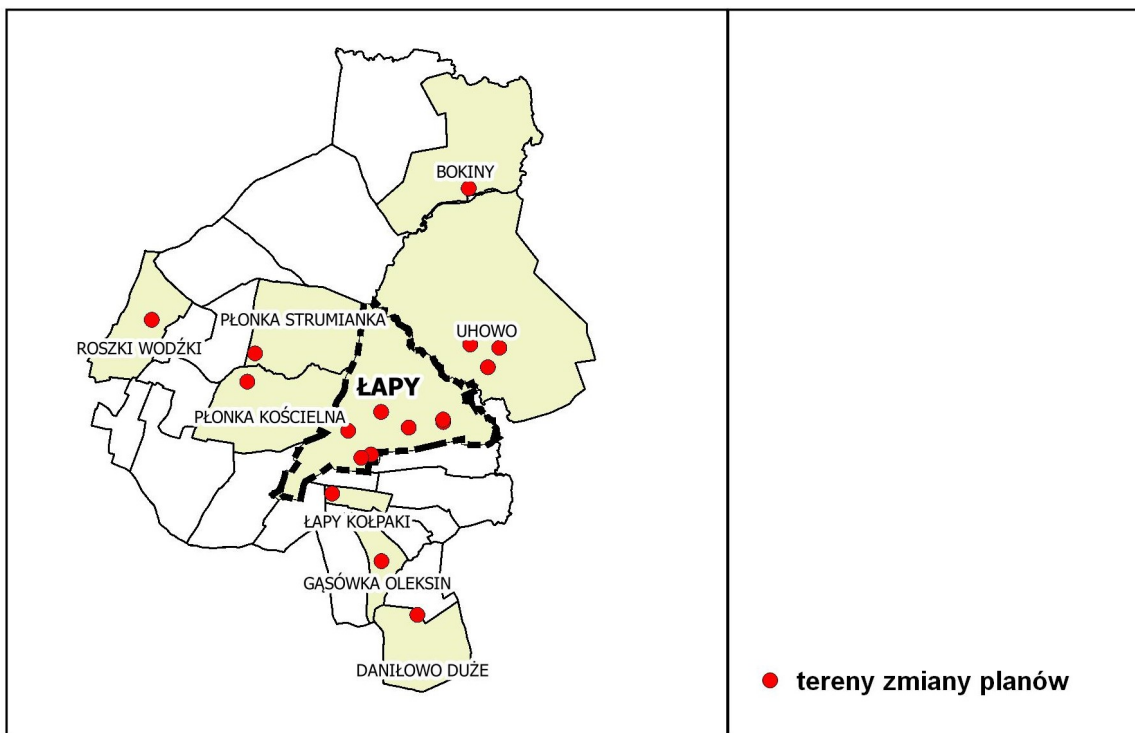 BOKINY
PŁONKA STRUMIANKA
UHOWO
ROSZKI WODŹKI
ŁAPY
PŁONKA KOŚCIELNA
ŁAPY KOŁPAKI
GĄSÓWKA OLEKSIN
DANIŁOWO DUŻE
tereny zmiany planów